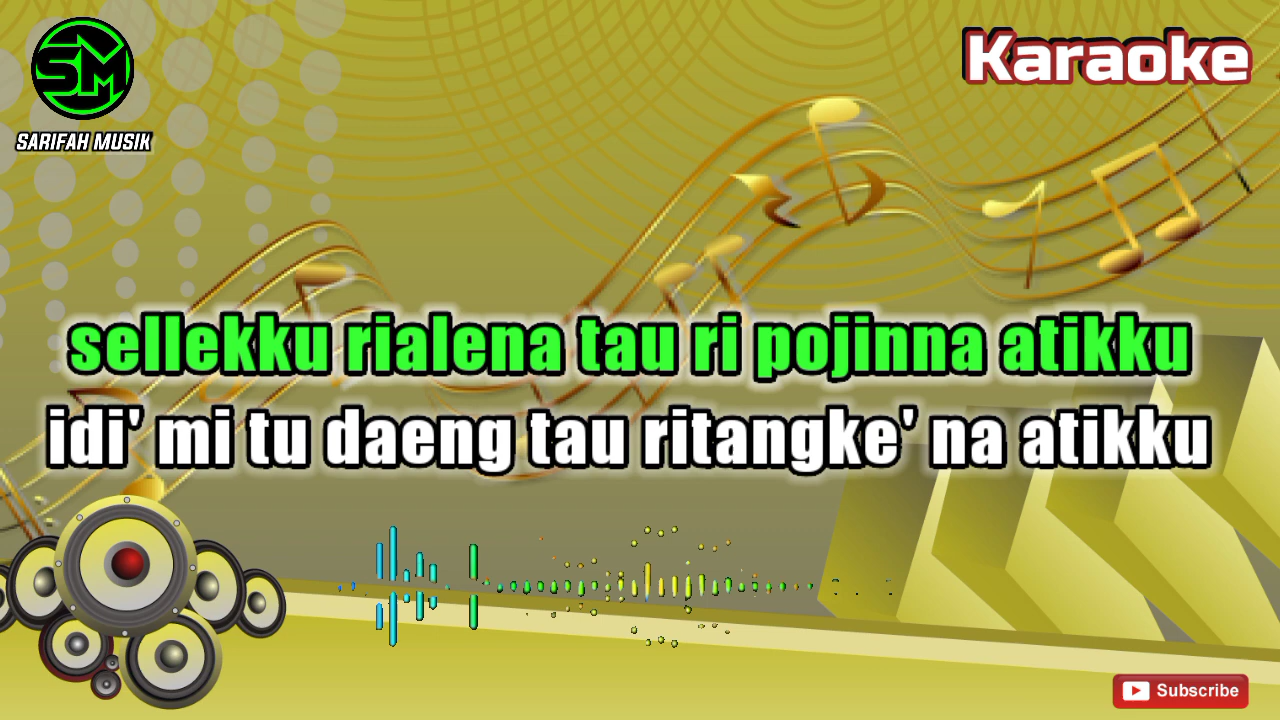 SM
SARIFAH MUSIK
Karaoke
sellekku rialena tau ri pojinna atikku
idi' mi tu daeng tau ritangke' na atikku
Subscribe